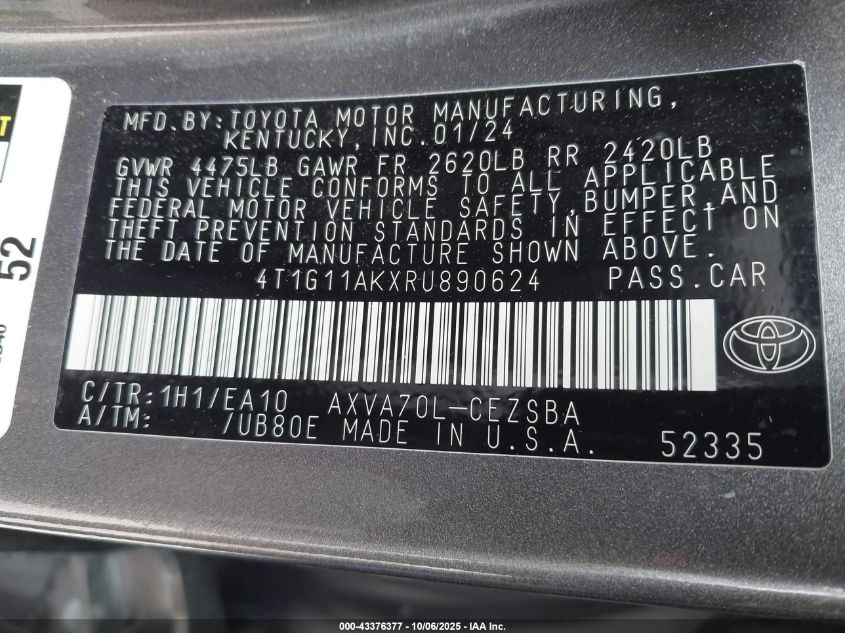 MFD.BY:TOYOTA MOTOR MANUFACTURING,
KENTUCKY,INC.01/24
GVWR 4475LB GAWR FR 2620LB RR 2420LB
THIS VEHICLE CONFORMS TO ALL APPLICABLE
FEDERAL MOTOR VEHICLE SAFETY,BUMPER,AND
THEFT PREVENTION STANDARDS IN EFFECT ON
THE DATE OF MANUFACTURE SHOWN ABOVE.
4T1G11AKXRU890624 PASS.CAR
C/TR:1H1/EA10 AXVA70L-CEZSBA
A/TM: /UB80E MADE IN U.S.A. 52335
52
000-43376377 - 10/06/2025 - IAA Inc.